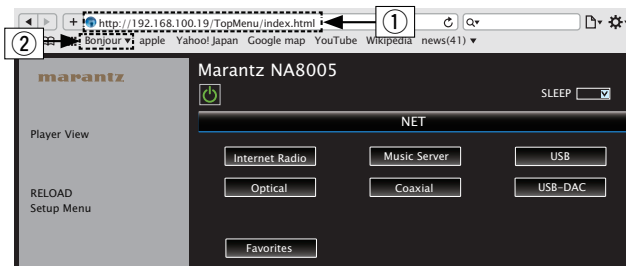 http://192.168.100.19/TopMenu/index.html
①
②
Bonjour ▼ apple Yahoo! Japan Google map YouTube Wikipedia news(41) ▼
marantz
Marantz NA8005
SLEEP
NET
Player View
Internet Radio Music Server USB
Optical Coaxial USB-DAC
RELOAD
Setup Menu
Favorites